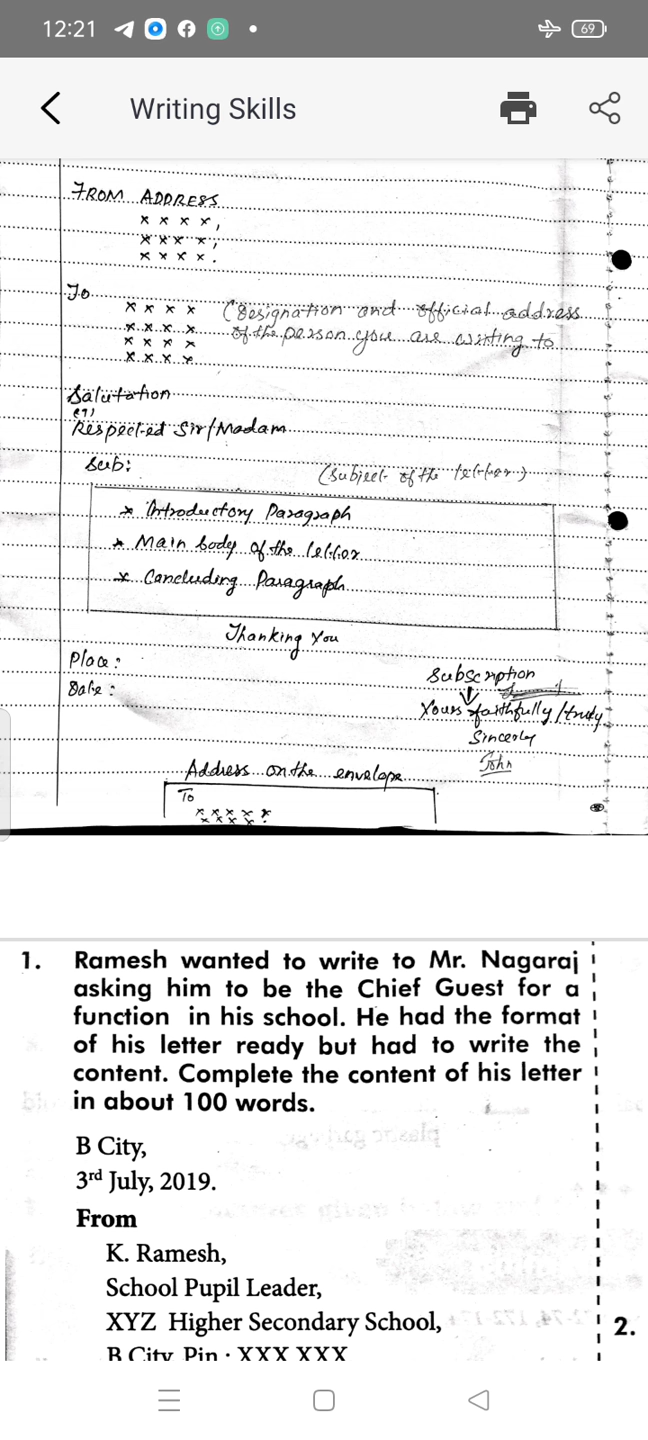 12:21
69
Writing Skills
FROM ADDRESS
x x x x,
x x x x,
x x x x.
To
x x x x (Designation and official address
x x x x of the person you are writing to
x x x x
x x x x
Salutation
Respected Sir/Madam
Sub: (Subject of the letter)
* Introductory Paragraph
* Main body of the letter
* Concluding Paragraph
Thanking You
Place:
Date:
Subscription
Yours faithfully/truly
Sincerly
John
Address on the envelope
To
x x x x x
x x x x x
1. Ramesh wanted to write to Mr. Nagaraj
asking him to be the Chief Guest for a
function in his school. He had the format
of his letter ready but had to write the
content. Complete the content of his letter
in about 100 words.
B City,
3rd July, 2019.
From
K. Ramesh,
School Pupil Leader,
XYZ Higher Secondary School,
2.
B City, Pin : XXX XXX